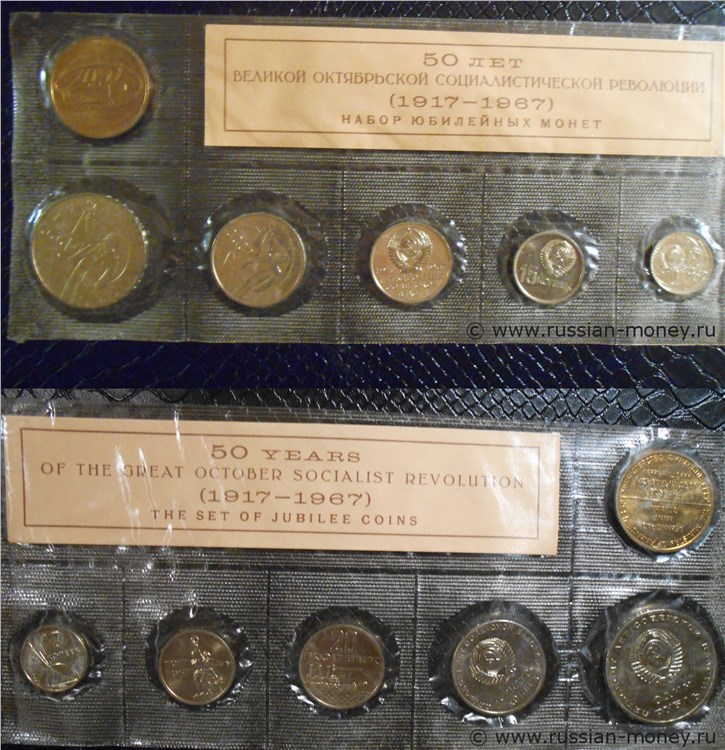 50 ЛЕТ
ВЕЛИКОЙ ОКТЯБРЬСКОЙ СОЦИАЛИСТИЧЕСКОЙ РЕВОЛЮЦИИ
(1917—1967)
НАБОР ЮБИЛЕЙНЫХ МОНЕТ
15
© www.russian-money.ru
50 YEARS
OF THE GREAT OCTOBER SOCIALIST REVOLUTION
(1917—1967)
THE SET OF JUBILEE COINS
© www.russian-money.ru